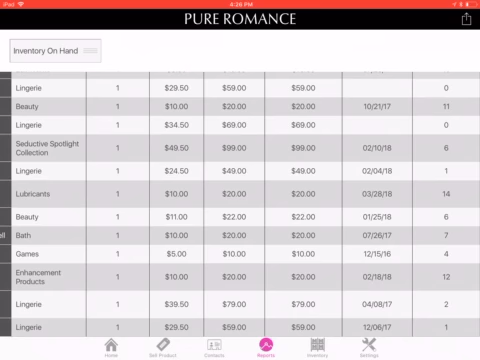 iPad 4:26 PM
PURE ROMANCE
Inventory On Hand
Lingerie 1 $29.50 $59.00 $59.00 0
Beauty 1 $10.00 $20.00 $20.00 10/21/17 11
Lingerie 1 $34.50 $69.00 $69.00 0
Seductive Spotlight
Collection 1 $49.50 $99.00 $99.00 02/10/18 6
Lingerie 1 $24.50 $49.00 $49.00 02/04/18 1
Lubricants 1 $10.00 $20.00 $20.00 03/28/18 14
Beauty 1 $11.00 $22.00 $22.00 01/25/18 6
ell Bath 1 $10.00 $20.00 $20.00 07/26/17 7
Games 1 $5.00 $10.00 $10.00 12/15/16 4
Enhancement
Products 1 $10.00 $20.00 $20.00 02/18/18 12
Lingerie 1 $39.50 $79.00 $79.00 04/08/17 2
Lingerie 1 $29.50 $59.00 $59.00 12/06/17 1
Home Sell Product Contacts Reports Inventory Settings